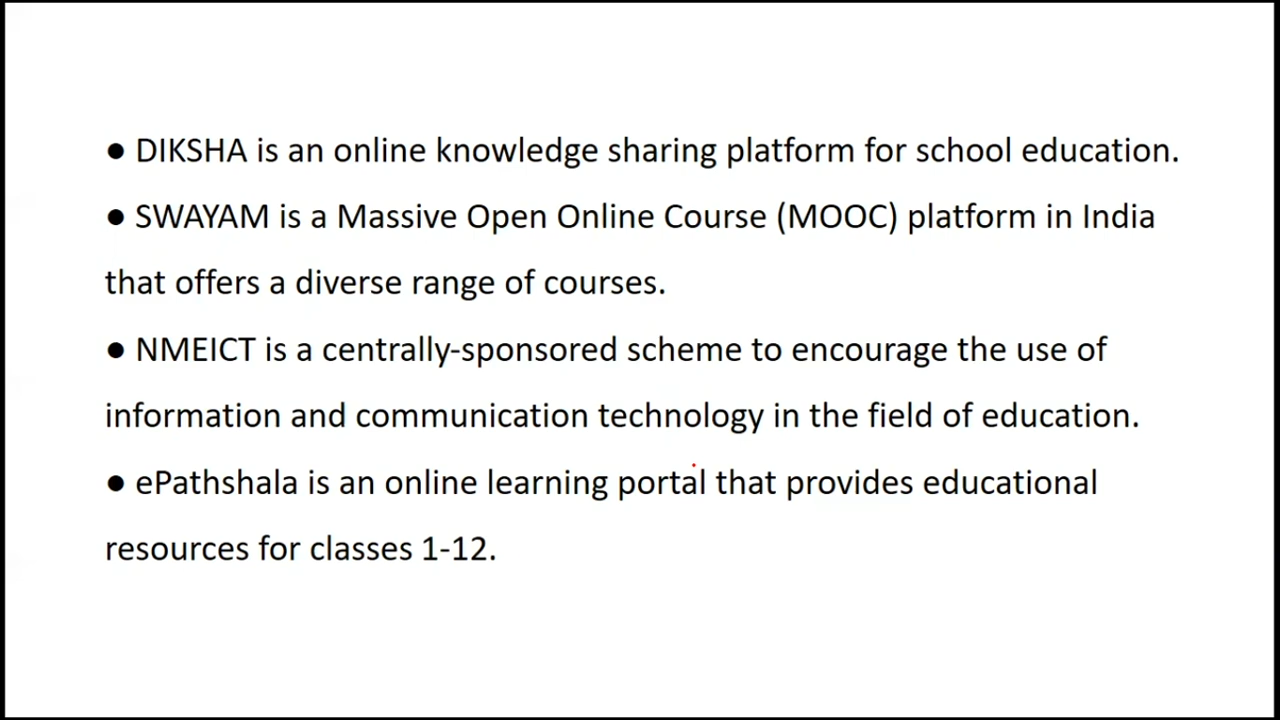 ● DIKSHA is an online knowledge sharing platform for school education.
● SWAYAM is a Massive Open Online Course (MOOC) platform in India
that offers a diverse range of courses.
● NMEICT is a centrally-sponsored scheme to encourage the use of
information and communication technology in the field of education.
● ePathshala is an online learning portal that provides educational
resources for classes 1-12.